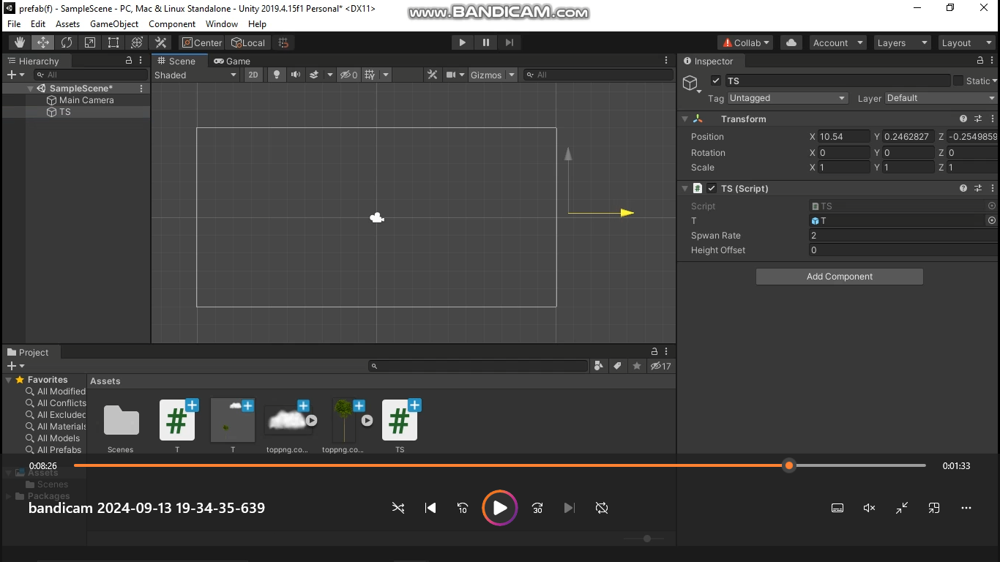 prefab(f) - SampleScene - PC, Mac & Linux Standalone - Unity 2019.4.15f1 Personal* <DX11>
www.BANDICAM.com
File Edit Assets GameObject Component Window Help
Center Local Collab Account Layers Layout
Hierarchy
All
SampleScene*
Main Camera
TS
Scene Game
Shaded 2D 0 Gizmos All
Inspector
TS Static
Tag Untagged Layer Default
Transform
Position X 10.54 Y 0.2462827 Z -0.2549859
Rotation X 0 Y 0 Z 0
Scale X 1 Y 1 Z 1
# TS (Script)
Script TS
T T
Spwan Rate 2
Height Offset 0
Add Component
Project
17
Favorites
All Modified
All Conflicts
All Excluded
All Materials
All Models
All Prefabs
Assets
Scenes
Packages
Assets
# #
Scenes T T toppng.co... toppng.co... TS
0:08:26 0:01:33
bandicam 2024-09-13 19-34-35-639
10 30